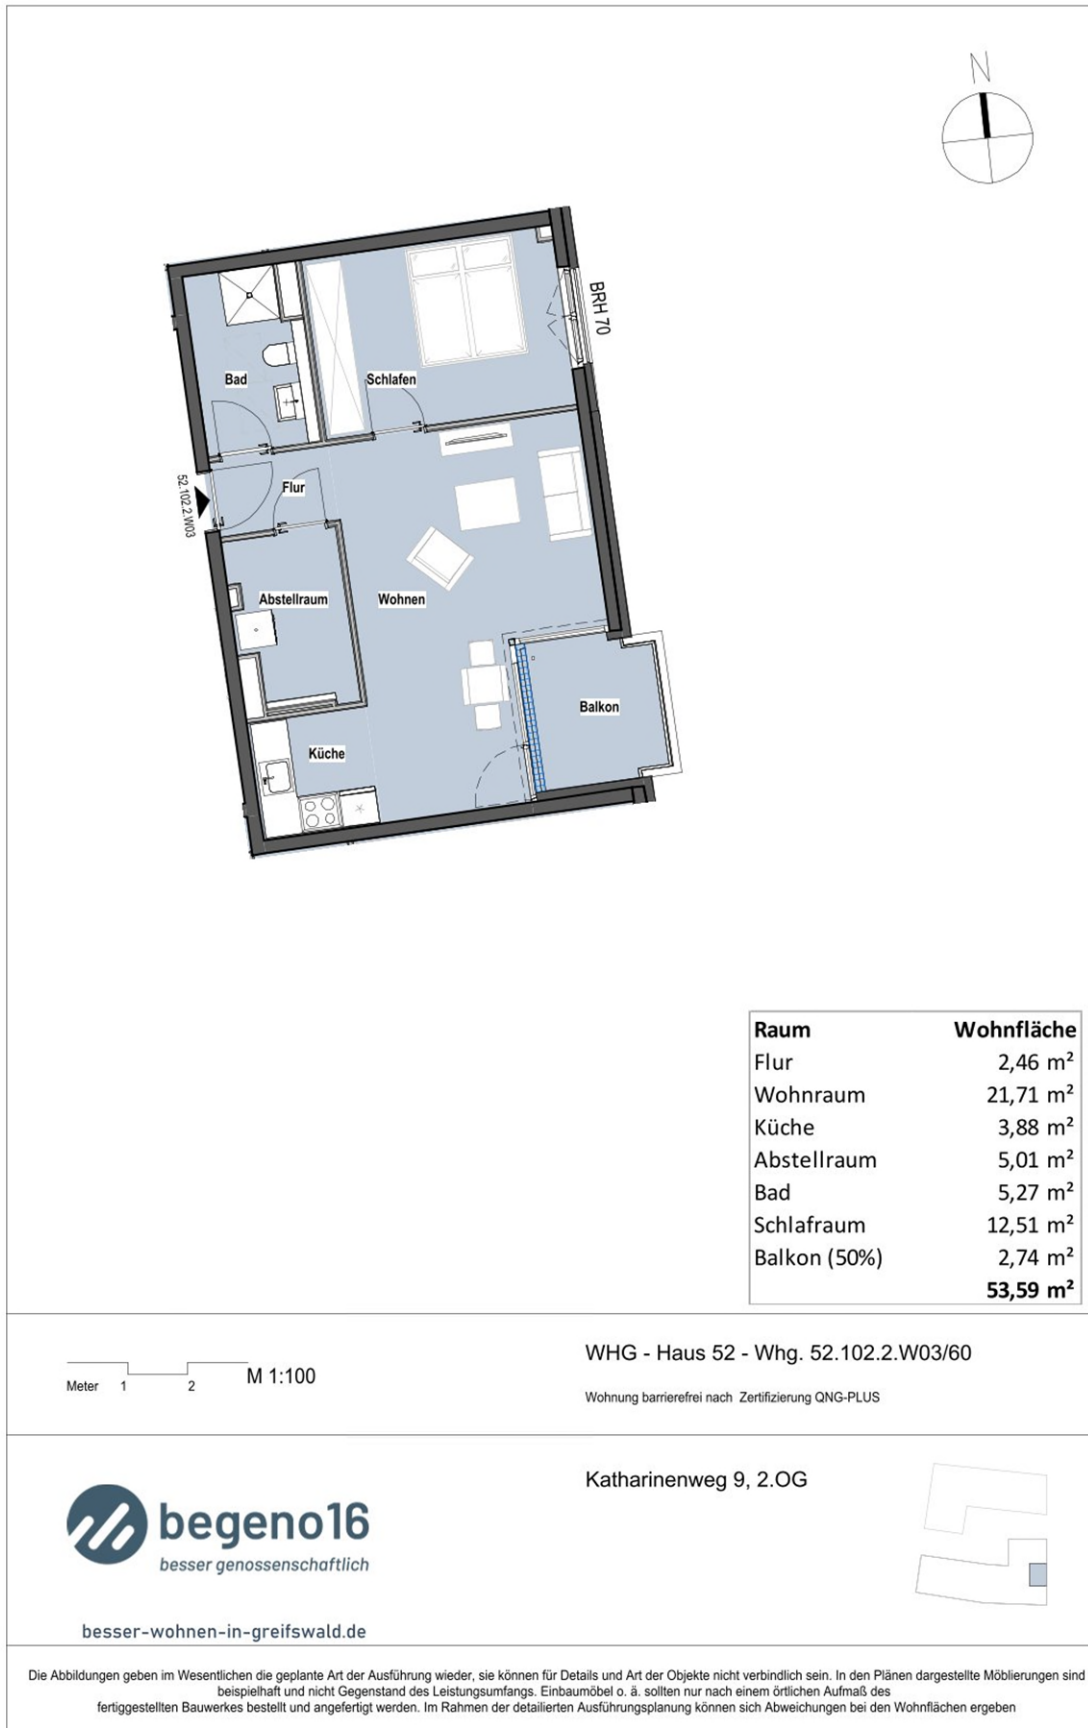 N
BRH 70
Bad
Schlafen
Flur
52.102.2.W03
Abstellraum
Wohnen
Balkon
Küche
Raum Wohnfläche
Flur 2,46 m²
Wohnraum 21,71 m²
Küche 3,88 m²
Abstellraum 5,01 m²
Bad 5,27 m²
Schlafraum 12,51 m²
Balkon (50%) 2,74 m²
53,59 m²
Meter 1 2 M 1:100
WHG - Haus 52 - Whg. 52.102.2.W03/60
Wohnung barrierefrei nach Zertifizierung QNG-PLUS
Katharinenweg 9, 2.OG
begeno16
besser genossenschaftlich
besser-wohnen-in-greifswald.de
Die Abbildungen geben im Wesentlichen die geplante Art der Ausführung wieder, sie können für Details und Art der Objekte nicht verbindlich sein. In den Plänen dargestellte Möblierungen sind
beispielhaft und nicht Gegenstand des Leistungsumfangs. Einbaumöbel o. ä. sollten nur nach einem örtlichen Aufmaß des
fertiggestellten Bauwerkes bestellt und angefertigt werden. Im Rahmen der detailierten Ausführungsplanung können sich Abweichungen bei den Wohnflächen ergeben